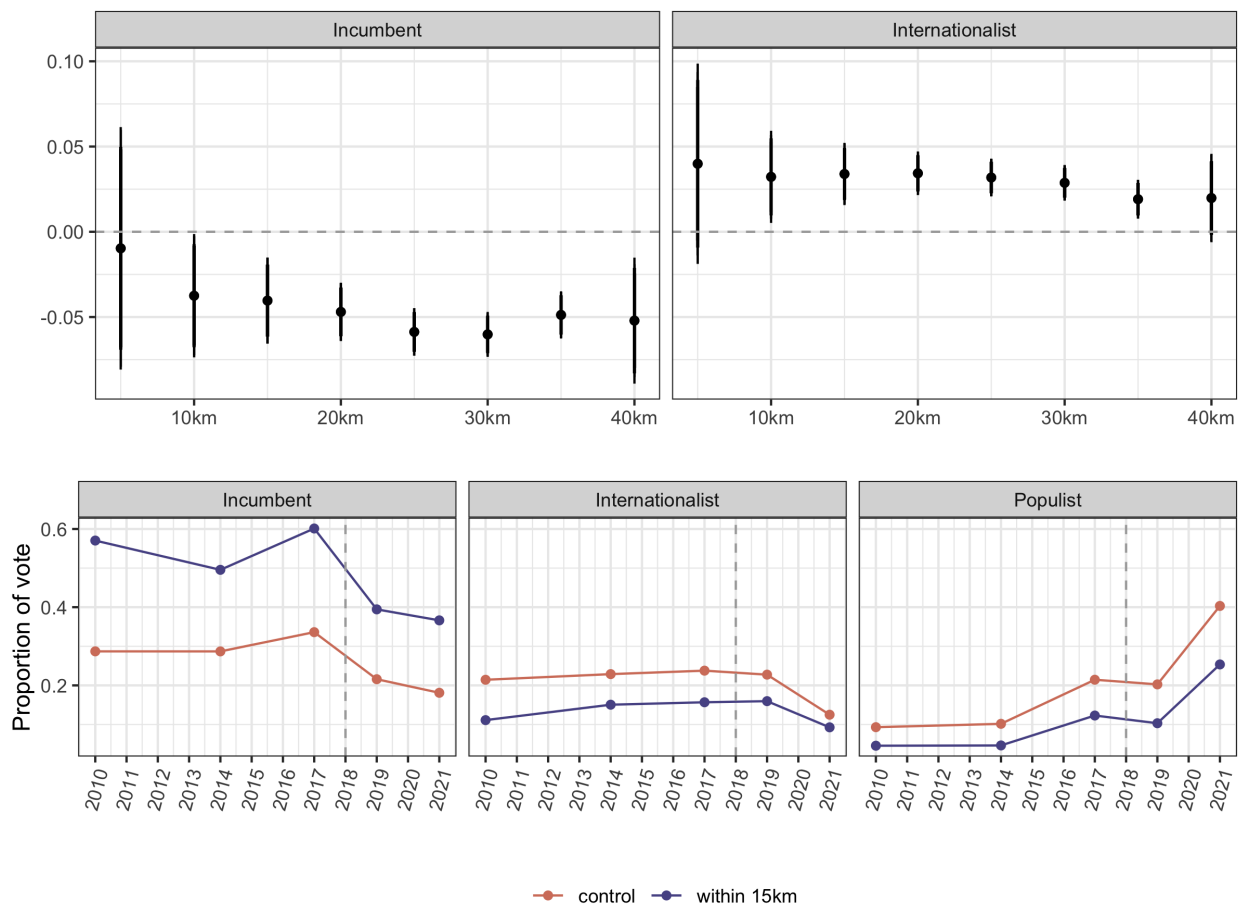 Incumbent Internationalist
0.10
0.05
0.00
-0.05
10km 20km 30km 40km 10km 20km 30km 40km
Incumbent Internationalist Populist
Proportion of vote
0.6
0.4
0.2
2010 2011 2012 2013 2014 2015 2016 2017 2018 2019 2020 2021 2010 2011 2012 2013 2014 2015 2016 2017 2018 2019 2020 2021 2010 2011 2012 2013 2014 2015 2016 2017 2018 2019 2020 2021
control within 15km